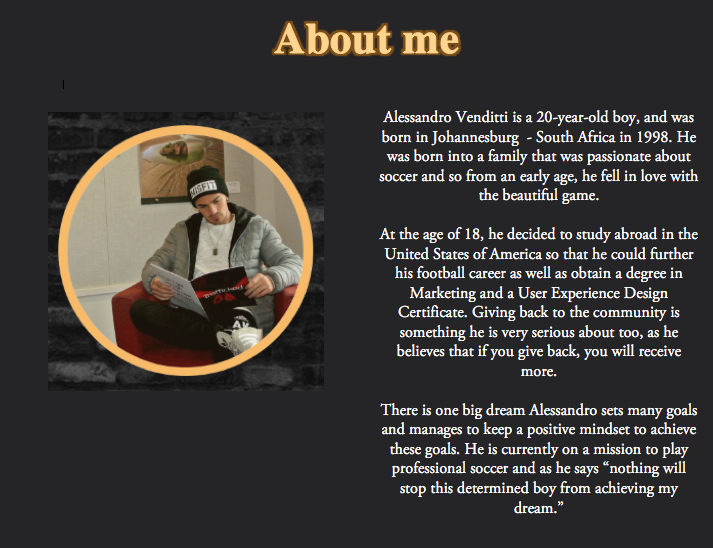 About me
Alessandro Venditti is a 20-year-old boy, and was
born in Johannesburg - South Africa in 1998. He
was born into a family that was passionate about
soccer and so from an early age, he fell in love with
the beautiful game.
At the age of 18, he decided to study abroad in the
United States of America so that he could further
his football career as well as obtain a degree in
Marketing and a User Experience Design
Certificate. Giving back to the community is
something he is very serious about too, as he
believes that if you give back, you will receive
more.
There is one big dream Alessandro sets many goals
and manages to keep a positive mindset to achieve
these goals. He is currently on a mission to play
professional soccer and as he says “nothing will
stop this determined boy from achieving my
dream.”
MISFIT